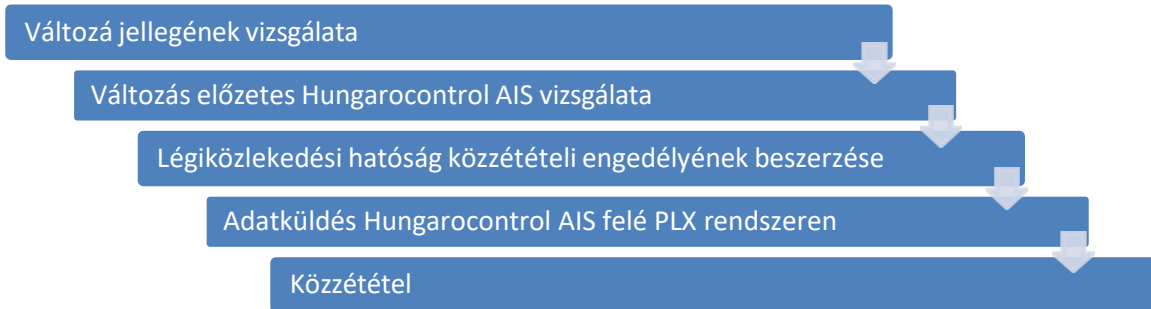 Változá jellegének vizsgálata
Változás előzetes Hungarocontrol AIS vizsgálata
Légiközlekedési hatóság közzétételi engedélyének beszerzése
Adatküldés Hungarocontrol AIS felé PLX rendszeren
Közzététel